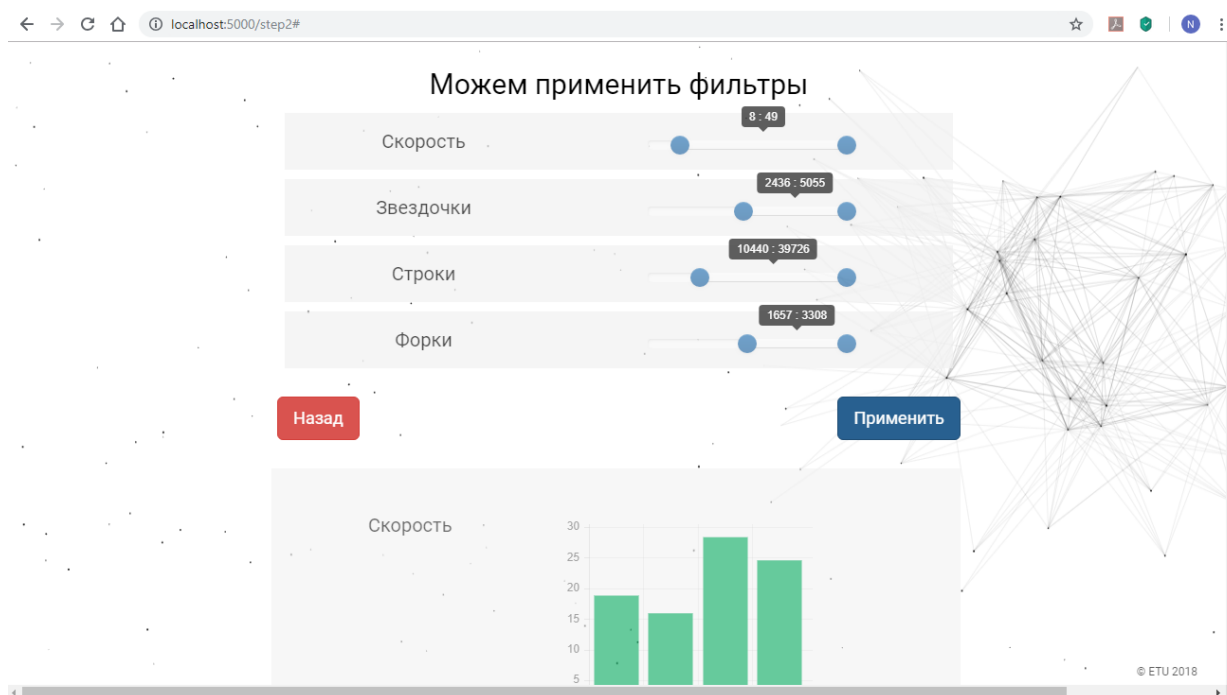 localhost:5000/step2#
N
Можем применить фильтры
8 : 49
Скорость
2436 : 5055
Звездочки
10440 : 39726
Строки
1657 : 3308
Форки
Назад
Применить
Скорость
30
25
20
15
10
5
© ETU 2018